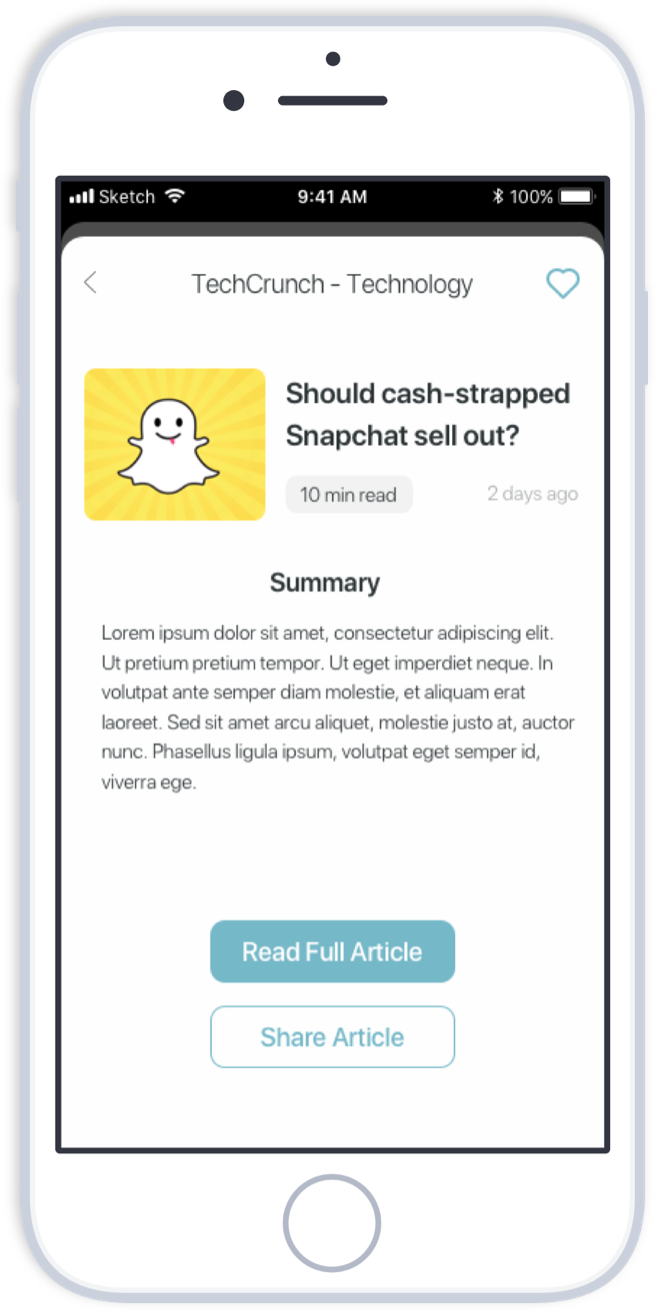 Sketch 9:41 AM 100%
TechCrunch - Technology
Should cash-strapped
Snapchat sell out?
10 min read 2 days ago
Summary
Lorem ipsum dolor sit amet, consectetur adipiscing elit.
Ut pretium pretium tempor. Ut eget imperdiet neque. In
volutpat ante semper diam molestie, et aliquam erat
laoreet. Sed sit amet arcu aliquet, molestie justo at, auctor
nunc. Phasellus ligula ipsum, volutpat eget semper id,
viverra ege.
Read Full Article
Share Article